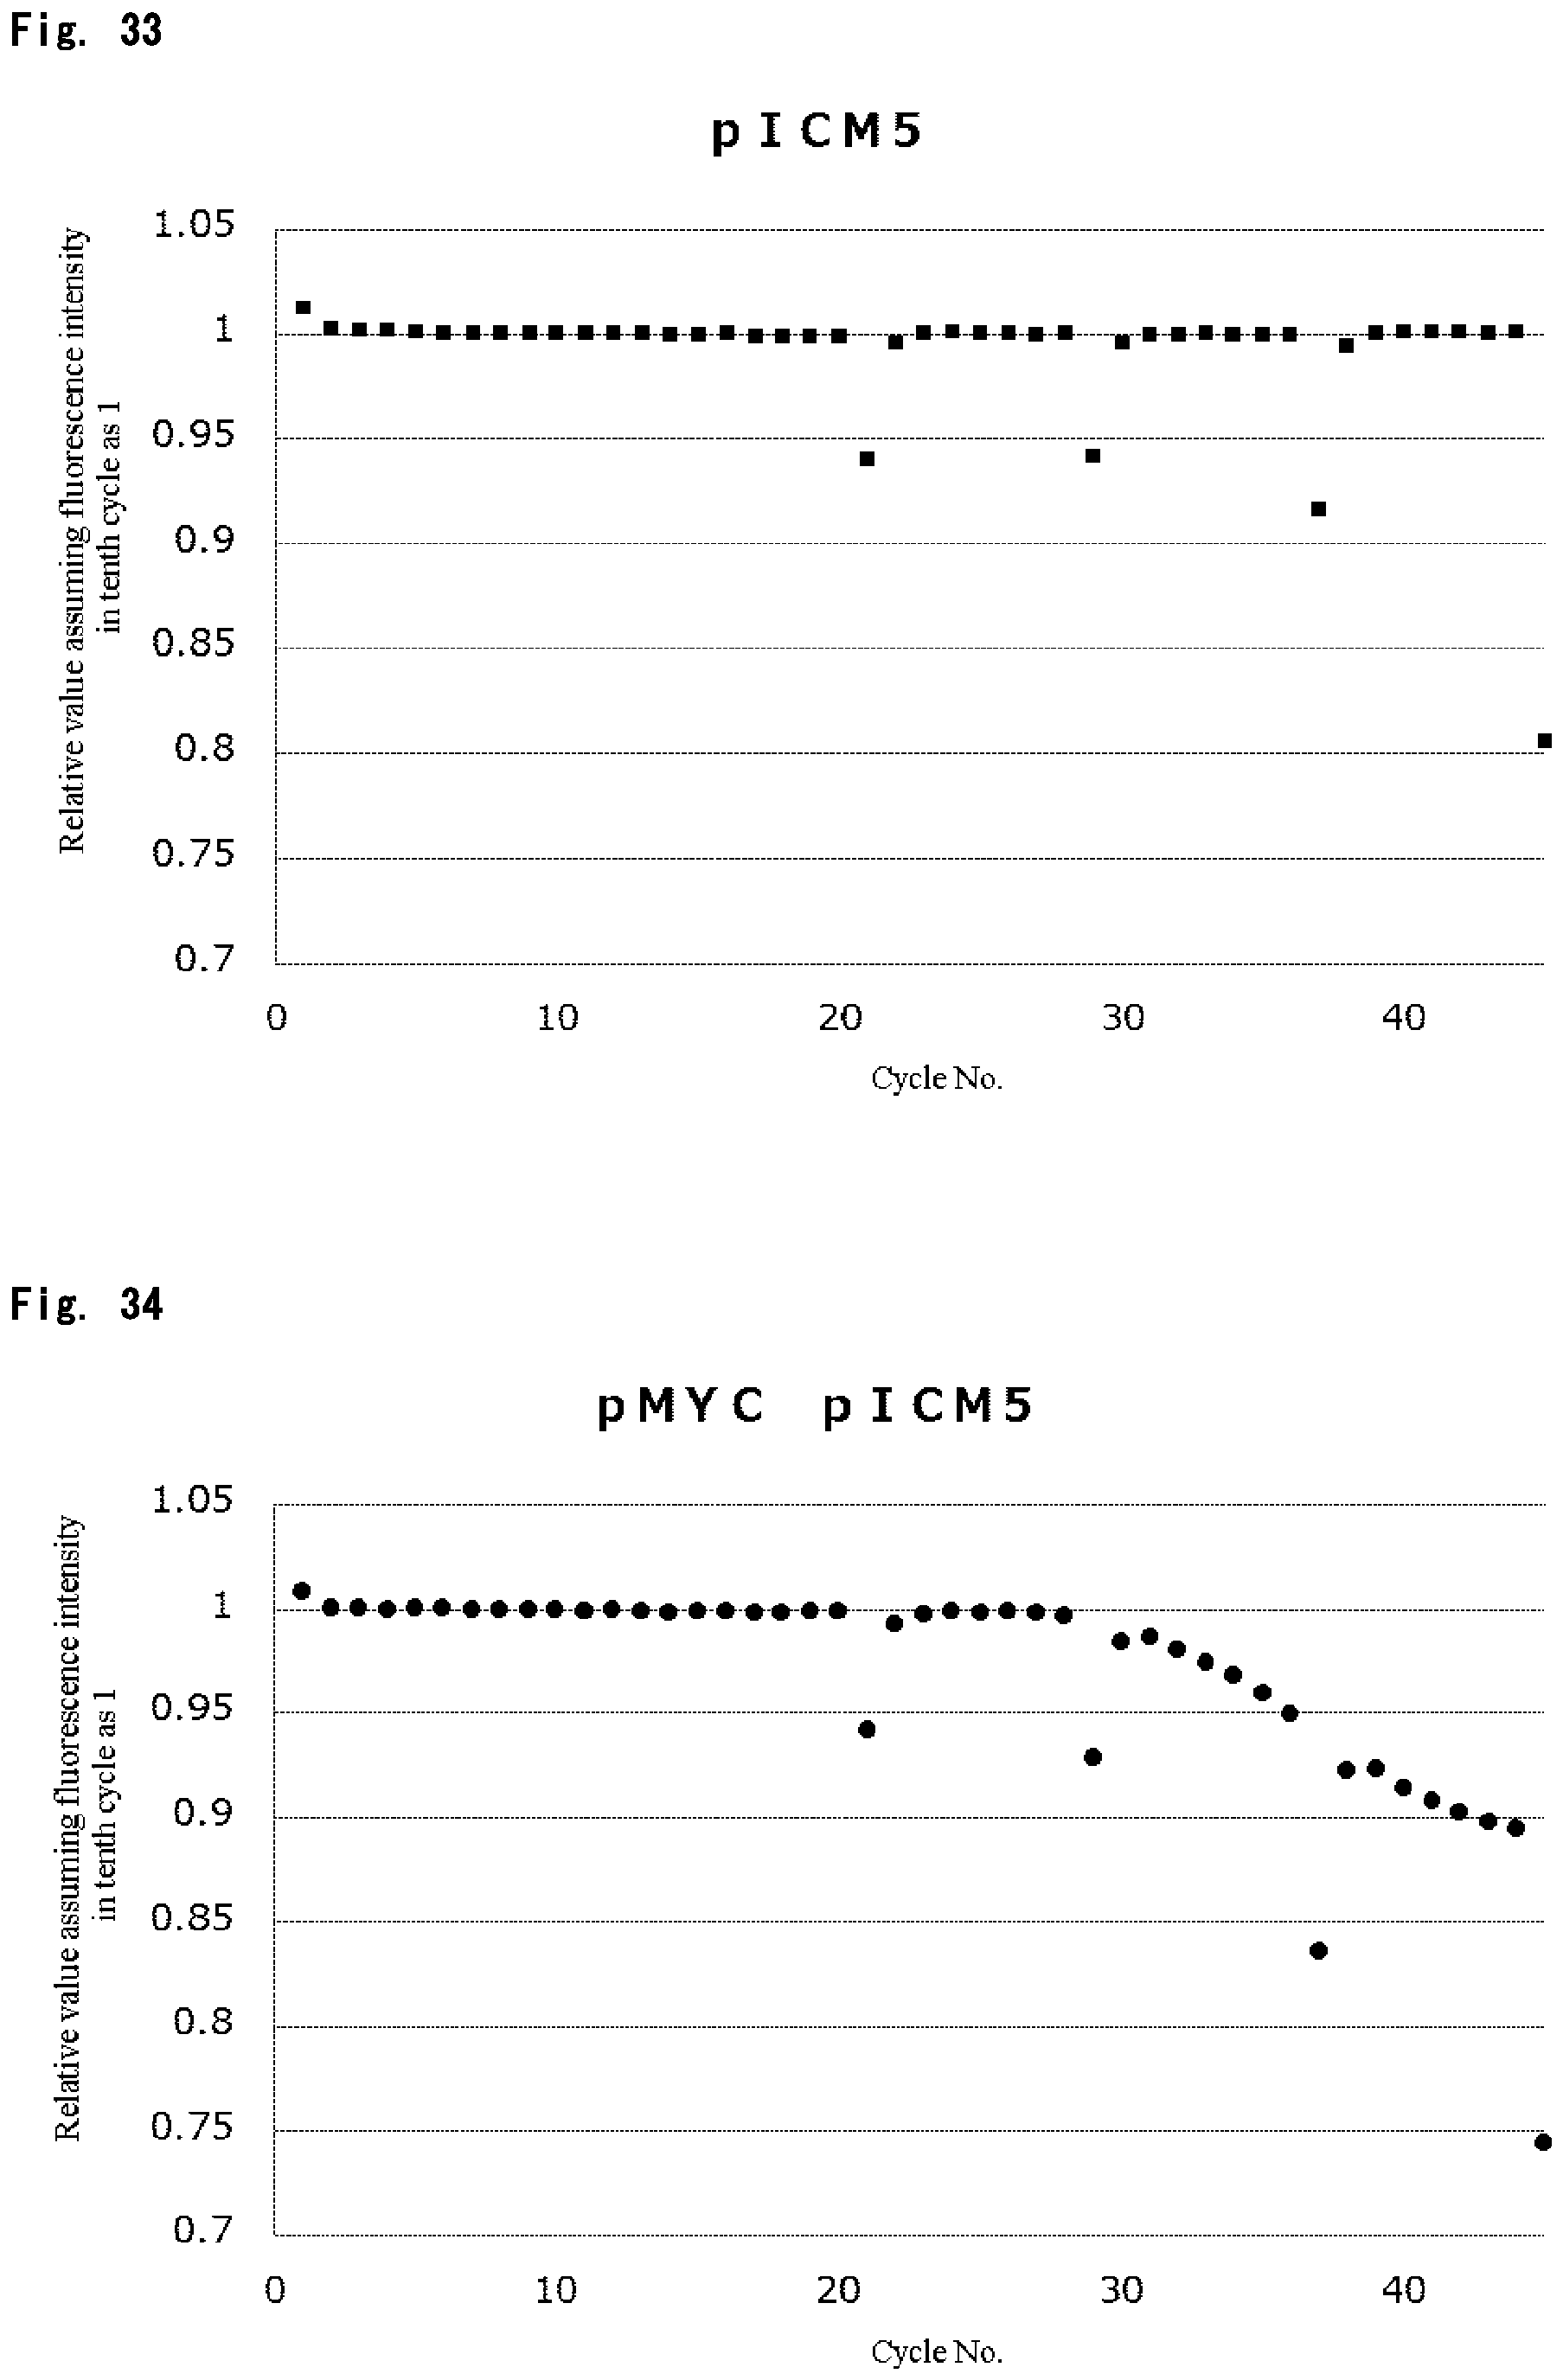 Fig. 33
pICM5
Relative value assuming fluorescence intensity
in tenth cycle as 1
1.05
1
0.95
0.9
0.85
0.8
0.75
0.7
0 10 20 30 40
Cycle No.
Fig. 34
pMYC pICM5
Relative value assuming fluorescence intensity
in tenth cycle as 1
1.05
1
0.95
0.9
0.85
0.8
0.75
0.7
0 10 20 30 40
Cycle No.